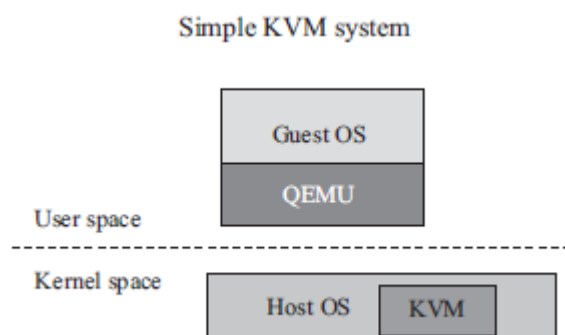 Simple KVM system
Guest OS
QEMU
User space
Kernel space
Host OS
KVM